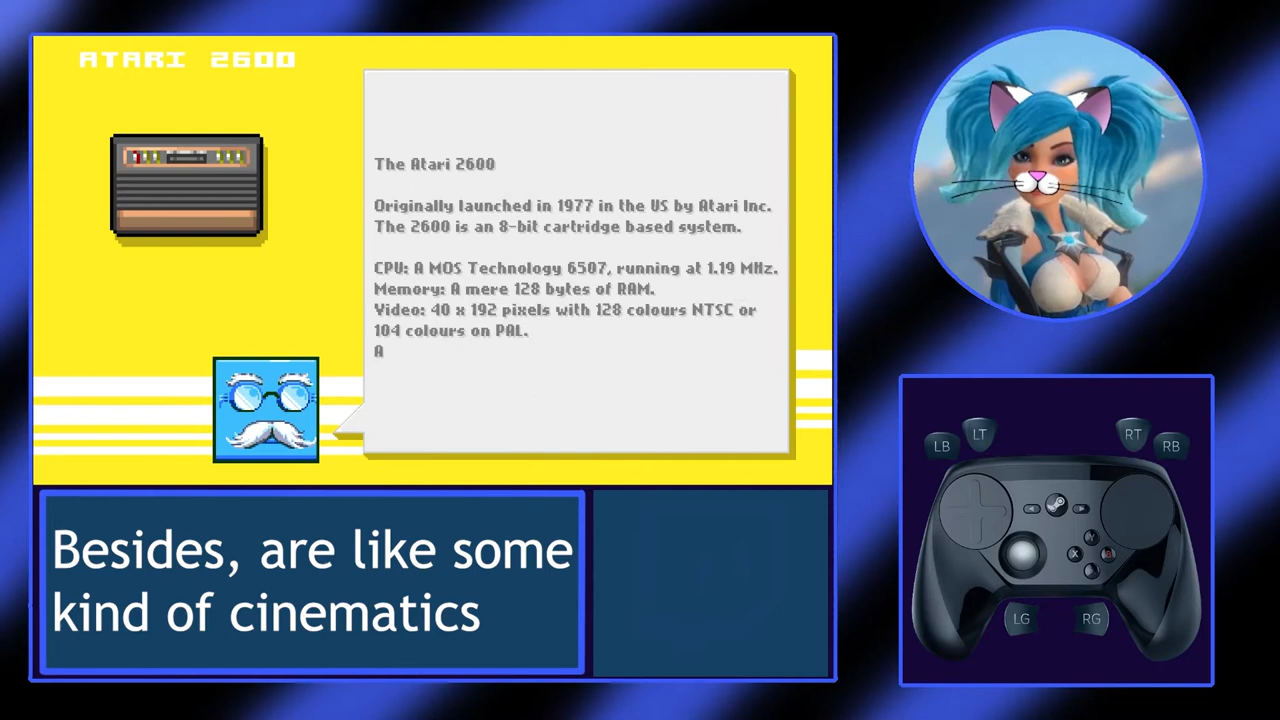 ATARI 2600
The Atari 2600
Originally launched in 1977 in the US by Atari Inc.
The 2600 is an 8-bit cartridge based system.
CPU: A MOS Technology 6507, running at 1.19 MHz.
Memory: A mere 128 bytes of RAM.
Video: 40 x 192 pixels with 128 colours NTSC or
104 colours on PAL.
A
Besides, are like some
kind of cinematics
LB
LT
RT
RB
Y
X
B
LG
RG